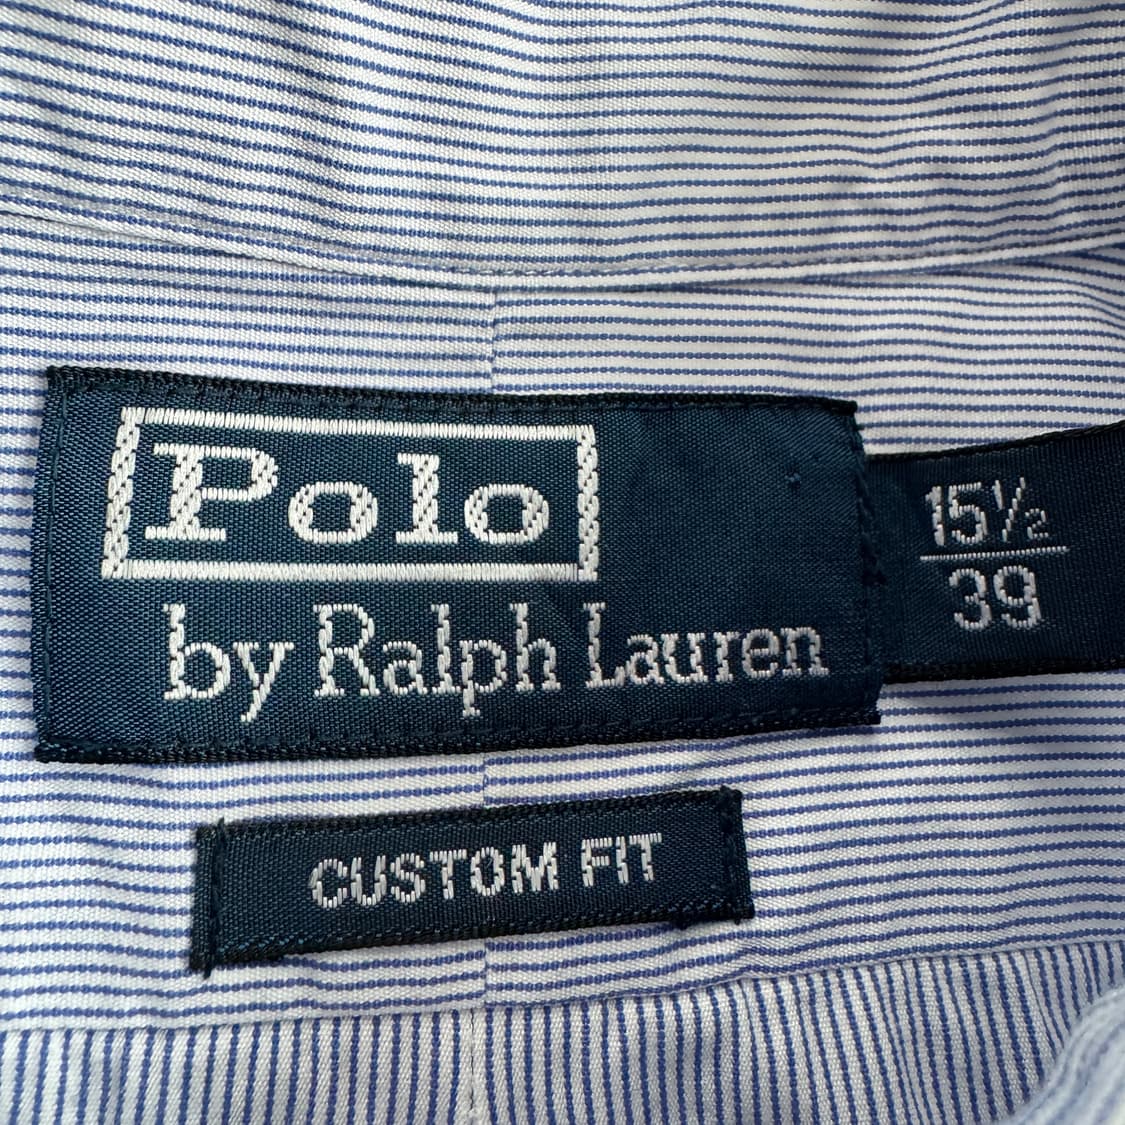 Polo
by Ralph Lauren
15½
39
CUSTOM FIT